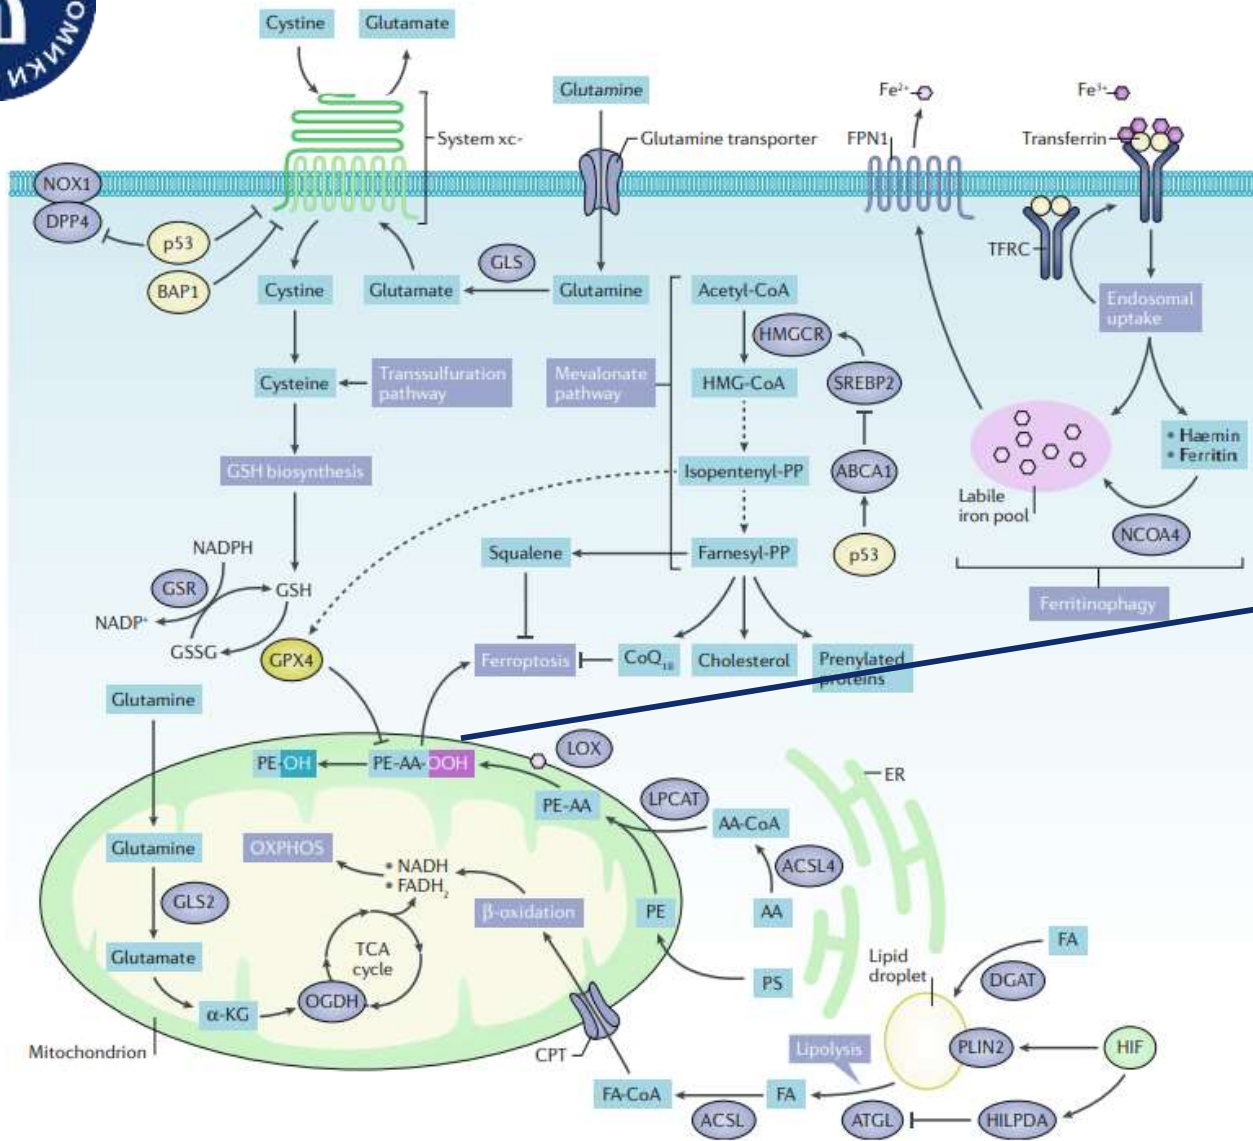 ΟΜΙΚΗ
Cystine
Glutamate
Glutamine
Fe²⁺
Fe³⁺
System xc-
Glutamine transporter
FPN1
Transferrin
NOX1
DPP4
p53
BAP1
TFRC
GLS
Cystine
Glutamate
Glutamine
Acetyl-CoA
Endosomal
uptake
HMGCR
Cysteine
Transsulfuration
pathway
Mevalonate
pathway
HMG-CoA
SREBP2
• Haemin
• Ferritin
GSH biosynthesis
Isopentenyl-PP
ABCA1
Labile
iron pool
NCOA4
NADPH
Squalene
Farnesyl-PP
p53
GSR
GSH
NADP⁺
Ferritinophagy
GSSG
GPX4
Ferroptosis
CoQ₁₀
Cholesterol
Prenylated
proteins
Glutamine
LOX
PE-OH
PE-AA-OOH
ER
PE-AA
LPCAT
AA-CoA
Glutamine
OXPHOS
• NADH
• FADH₂
ACSL4
GLS2
β-oxidation
PE
AA
Glutamate
TCA
cycle
Lipid
droplet
FA
DGAT
PS
α-KG
OGDH
Mitochondrion
CPT
Lipolysis
PLIN2
HIF
FA-CoA
FA
ACSL
ATGL
HILPDA